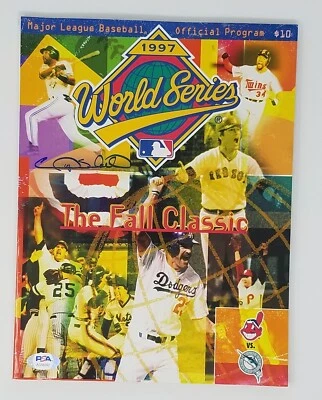 Major League Baseball Official Program $10
1997
World Series
®
Twins
34
RED SOX
The Fall Classic
Dodgers
25
P
VS.
PSA